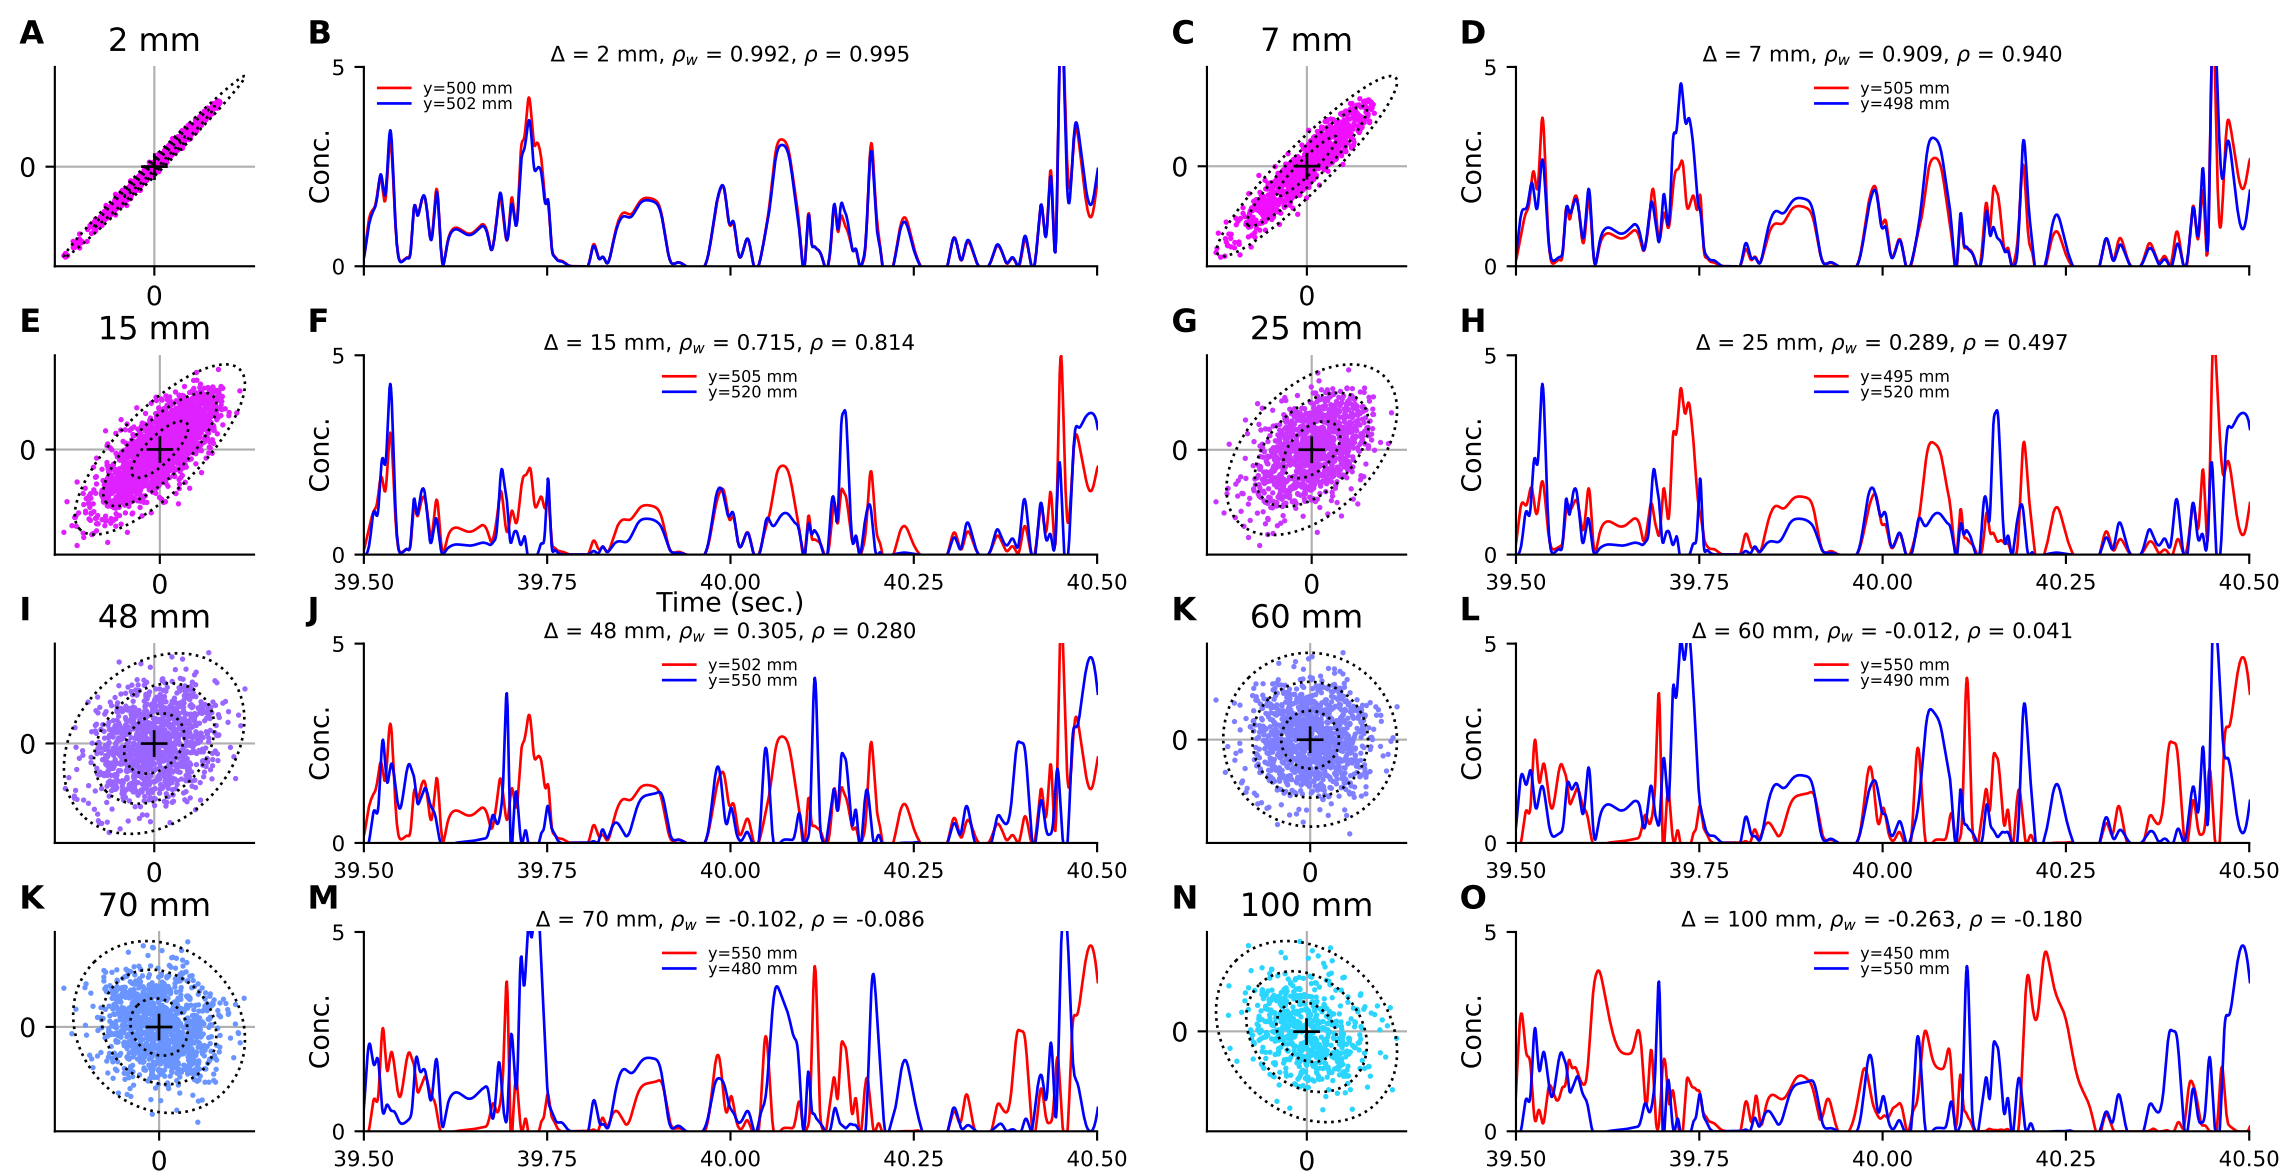 A
2 mm
0
0
B
Δ = 2 mm, ρw = 0.992, ρ = 0.995
5
Conc.
0
y=500 mm
y=502 mm
C
7 mm
0
0
D
Δ = 7 mm, ρw = 0.909, ρ = 0.940
5
Conc.
0
y=505 mm
y=498 mm
E
15 mm
0
0
F
Δ = 15 mm, ρw = 0.715, ρ = 0.814
5
Conc.
0
y=505 mm
y=520 mm
39.50 39.75 40.00 40.25 40.50
Time (sec.)
G
25 mm
0
0
H
Δ = 25 mm, ρw = 0.289, ρ = 0.497
5
Conc.
0
y=495 mm
y=520 mm
39.50 39.75 40.00 40.25 40.50
I
48 mm
0
0
J
Δ = 48 mm, ρw = 0.305, ρ = 0.280
5
Conc.
0
y=502 mm
y=550 mm
39.50 39.75 40.00 40.25 40.50
K
60 mm
0
0
L
Δ = 60 mm, ρw = -0.012, ρ = 0.041
5
Conc.
0
y=550 mm
y=490 mm
39.50 39.75 40.00 40.25 40.50
K
70 mm
0
0
M
Δ = 70 mm, ρw = -0.102, ρ = -0.086
5
Conc.
0
y=550 mm
y=480 mm
39.50 39.75 40.00 40.25 40.50
N
100 mm
0
0
O
Δ = 100 mm, ρw = -0.263, ρ = -0.180
5
Conc.
0
y=450 mm
y=550 mm
39.50 39.75 40.00 40.25 40.50